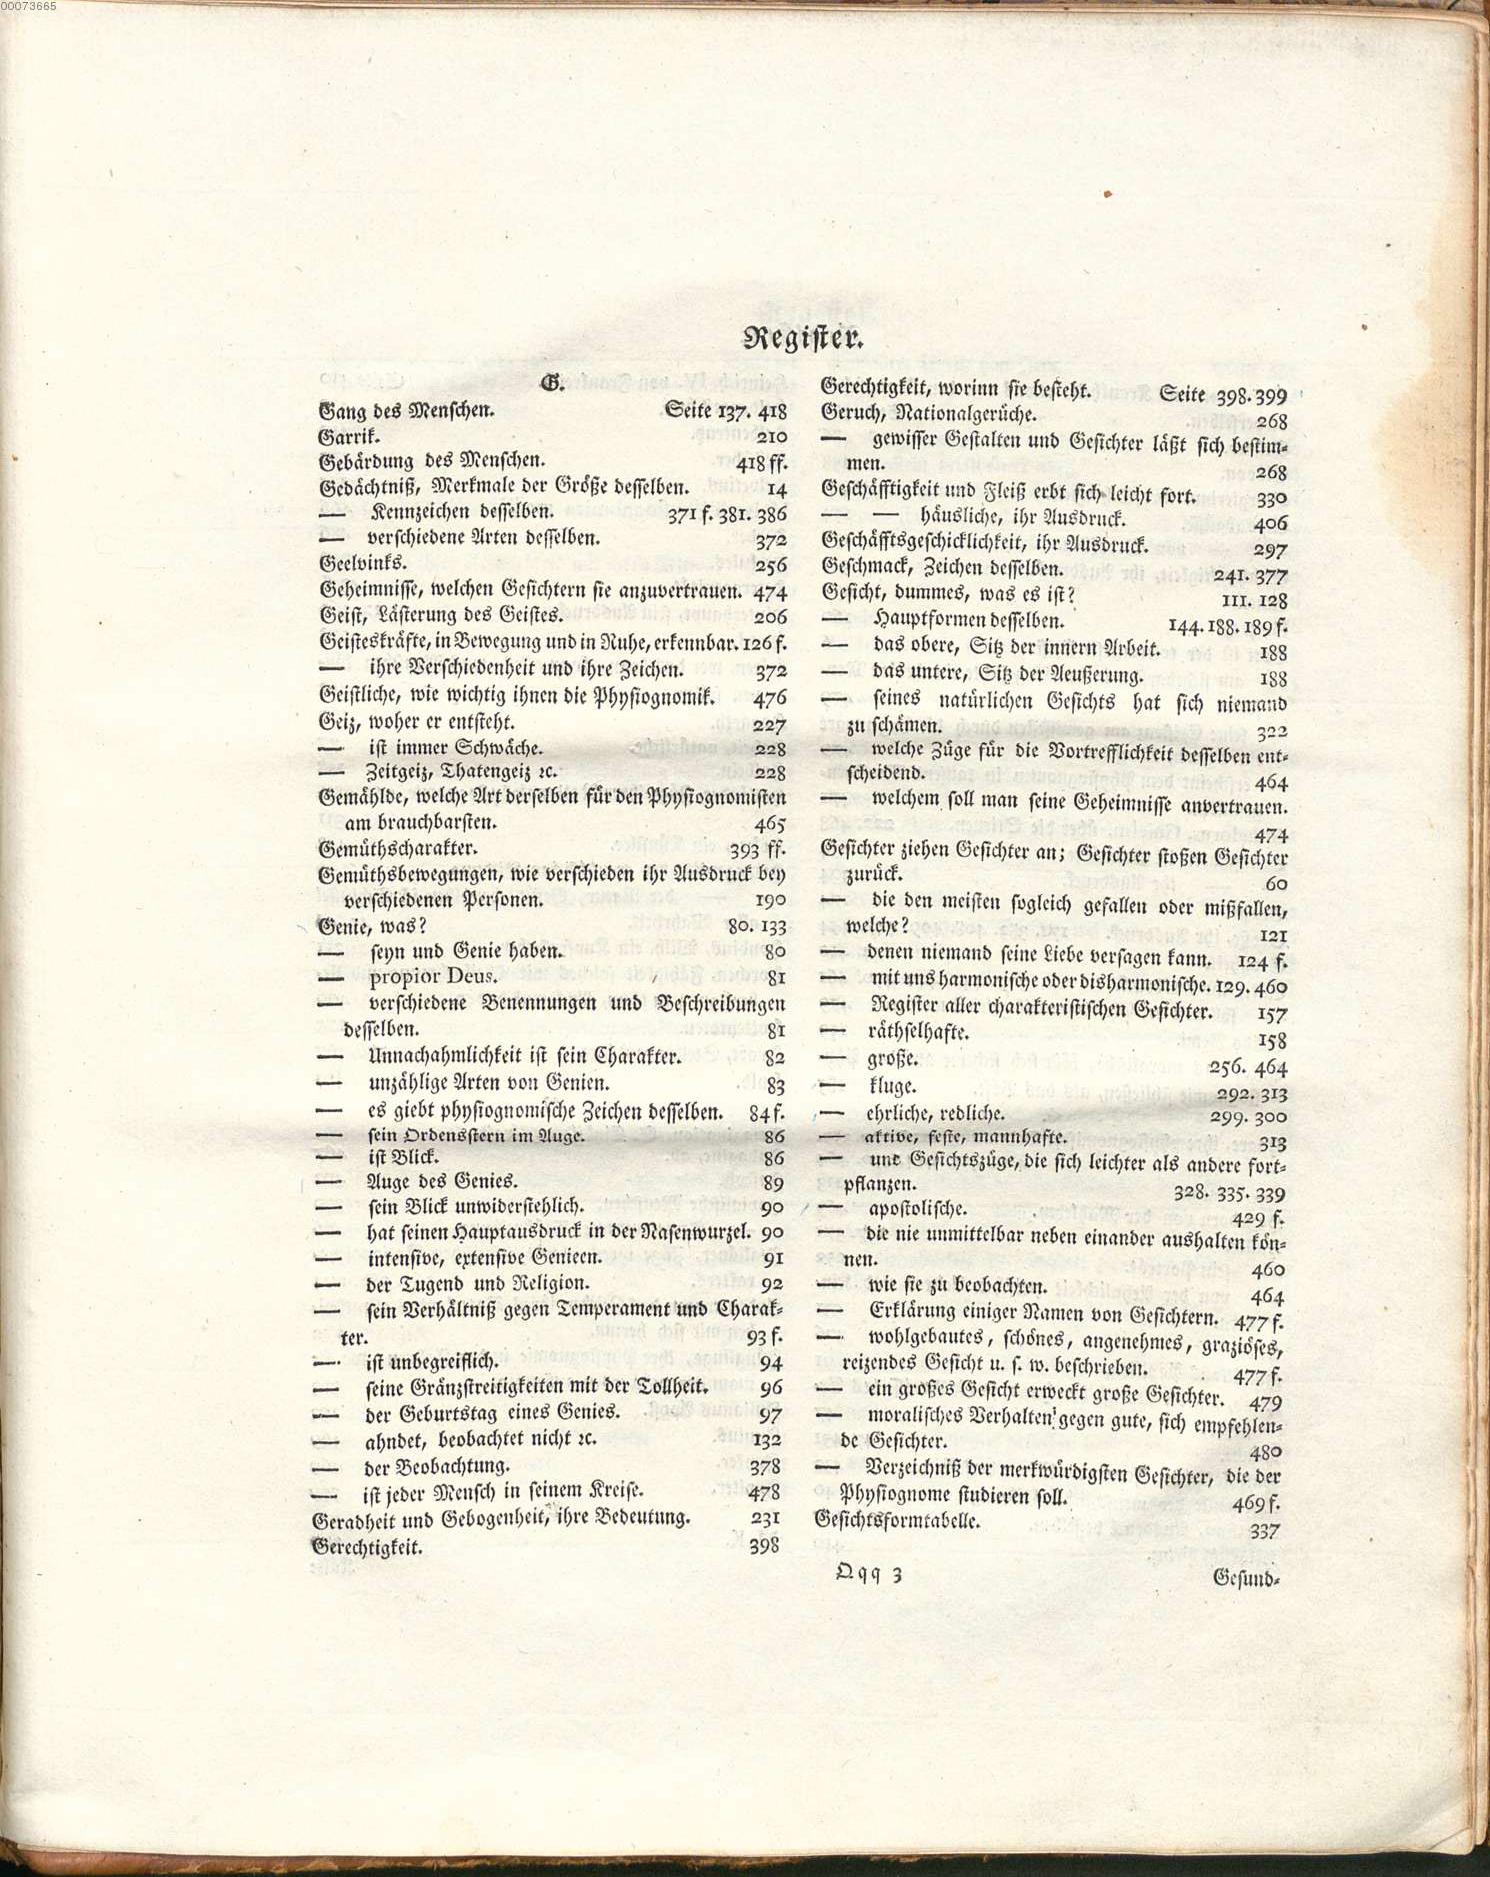 00073665
Register.
G.
Gang des Menschen. Seite 137. 418
Garrik. 210
Gebärdung des Menschen. 418 ff.
Gedächtniß, Merkmale der Größe desselben. 14
— Kennzeichen desselben. 371 f. 381. 386
— verschiedene Arten desselben. 372
Geelvinks. 256
Geheimnisse, welchen Gesichtern sie anzuvertrauen. 474
Geist, Lästerung des Geistes. 206
Geisteskräfte, in Bewegung und in Ruhe, erkennbar. 126 f.
— ihre Verschiedenheit und ihre Zeichen. 372
Geistliche, wie wichtig ihnen die Physiognomik. 476
Geiz, woher er entsteht. 227
— ist immer Schwäche. 228
— Zeitgeiz, Thatengeiz ꝛc. 228
Gemählde, welche Art derselben für den Physiognomisten
am brauchbarsten. 465
Gemüthscharakter. 393 ff.
Gemüthsbewegungen, wie verschieden ihr Ausdruck bey
verschiedenen Personen. 190
Genie, was? 80. 133
— seyn und Genie haben. 80
— propior Deus. 81
— verschiedene Benennungen und Beschreibungen
desselben. 81
— Unnachahmlichkeit ist sein Charakter. 82
— unzählige Arten von Genien. 83
— es giebt physiognomische Zeichen desselben. 84 f.
— sein Ordensstern im Auge. 86
— ist Blick. 86
— Auge des Genies. 89
— sein Blick unwiderstehlich. 90
— hat seinen Hauptausdruck in der Nasenwurzel. 90
— intensive, extensive Genieen. 91
— der Tugend und Religion. 92
— sein Verhältniß gegen Temperament und Charak-
ter. 93 f.
— ist unbegreiflich. 94
— seine Gränzstreitigkeiten mit der Tollheit. 96
— der Geburtstag eines Genies. 97
— ahndet, beobachtet nicht ꝛc. 132
— der Beobachtung. 378
— ist jeder Mensch in seinem Kreise. 478
Geradheit und Gebogenheit, ihre Bedeutung. 231
Gerechtigkeit. 398
Gerechtigkeit, worinn sie besteht. Seite 398. 399
Geruch, Nationalgerüche. 268
— gewisser Gestalten und Gesichter läßt sich bestim-
men. 268
Geschäfftigkeit und Fleiß erbt sich leicht fort. 330
— — häusliche, ihr Ausdruck. 406
Geschäfftsgeschicklichkeit, ihr Ausdruck. 297
Geschmack, Zeichen desselben. 241. 377
Gesicht, dummes, was es ist? 111. 128
— Hauptformen desselben. 144. 188. 189 f.
— das obere, Sitz der innern Arbeit. 188
— das untere, Sitz der Aeußerung. 188
— seines natürlichen Gesichts hat sich niemand
zu schämen. 322
— welche Züge für die Vortrefflichkeit desselben ent-
scheidend. 464
— welchem soll man seine Geheimnisse anvertrauen.
474
Gesichter ziehen Gesichter an; Gesichter stoßen Gesichter
zurück. 60
— die den meisten sogleich gefallen oder mißfallen,
welche? 121
— denen niemand seine Liebe versagen kann. 124 f.
— mit uns harmonische oder disharmonische. 129. 460
— Register aller charakteristischen Gesichter. 157
— räthselhafte. 158
— große. 256. 464
— kluge. 292. 313
— ehrliche, redliche. 299. 300
— aktive, feste, mannhafte. 313
— und Gesichtszüge, die sich leichter als andere fort-
pflanzen. 328. 335. 339
— apostolische. 429 f.
— die nie unmittelbar neben einander aushalten kön-
nen. 460
— wie sie zu beobachten. 464
— Erklärung einiger Namen von Gesichtern. 477 f.
— wohlgebautes, schönes, angenehmes, graziöses,
reizendes Gesicht u. s. w. beschrieben. 477 f.
— ein großes Gesicht erweckt große Gesichter. 479
— moralisches Verhalten gegen gute, sich empfehlen-
de Gesichter. 480
— Verzeichniß der merkwürdigsten Gesichter, die der
Physiognome studieren soll. 469 f.
Gesichtsformtabelle. 337
Qqq 3 Gesund-